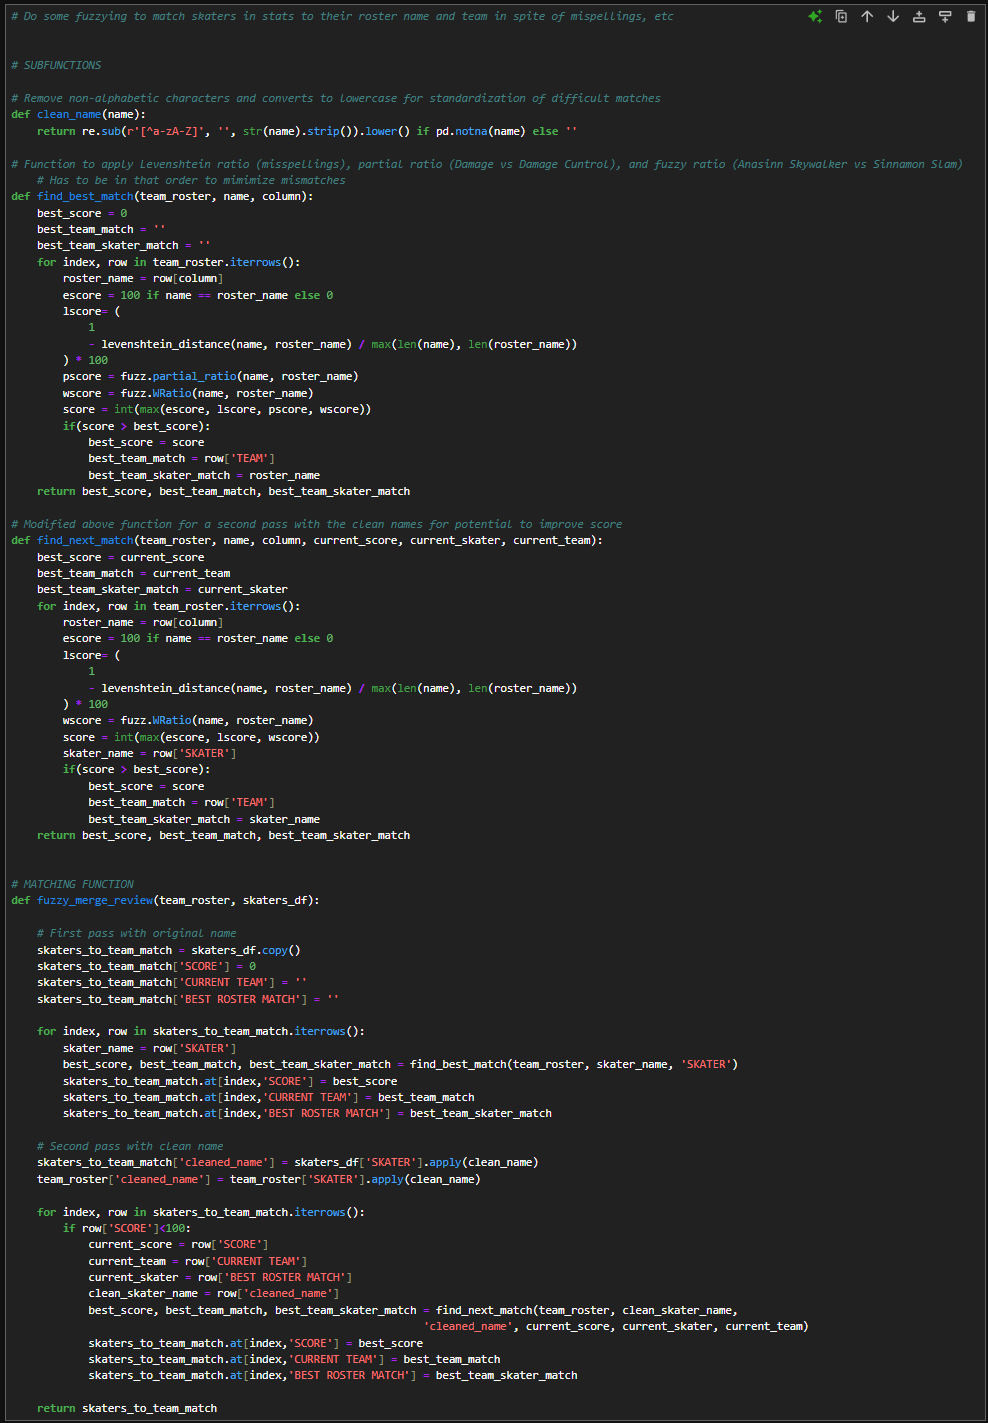 # Do some fuzzying to match skaters in stats to their roster name and team in spite of mispellings, etc
# SUBFUNCTIONS
# Remove non-alphabetic characters and converts to lowercase for standardization of difficult matches
def clean_name(name):
    return re.sub(r'[^a-zA-Z]', '', str(name).strip()).lower() if pd.notna(name) else ''
# Function to apply Levenshtein ratio (misspellings), partial ratio (Damage vs Damage Cuntrol), and fuzzy ratio (Anasinn Skywalker vs Sinnamon Slam)
    # Has to be in that order to mimimize mismatches
def find_best_match(team_roster, name, column):
    best_score = 0
    best_team_match = ''
    best_team_skater_match = ''
    for index, row in team_roster.iterrows():
        roster_name = row[column]
        escore = 100 if name == roster_name else 0
        lscore= (
            1
            - levenshtein_distance(name, roster_name) / max(len(name), len(roster_name))
        ) * 100
        pscore = fuzz.partial_ratio(name, roster_name)
        wscore = fuzz.WRatio(name, roster_name)
        score = int(max(escore, lscore, pscore, wscore))
        if(score > best_score):
            best_score = score
            best_team_match = row['TEAM']
            best_team_skater_match = roster_name
    return best_score, best_team_match, best_team_skater_match
# Modified above function for a second pass with the clean names for potential to improve score
def find_next_match(team_roster, name, column, current_score, current_skater, current_team):
    best_score = current_score
    best_team_match = current_team
    best_team_skater_match = current_skater
    for index, row in team_roster.iterrows():
        roster_name = row[column]
        escore = 100 if name == roster_name else 0
        lscore= (
            1
            - levenshtein_distance(name, roster_name) / max(len(name), len(roster_name))
        ) * 100
        wscore = fuzz.WRatio(name, roster_name)
        score = int(max(escore, lscore, wscore))
        skater_name = row['SKATER']
        if(score > best_score):
            best_score = score
            best_team_match = row['TEAM']
            best_team_skater_match = skater_name
    return best_score, best_team_match, best_team_skater_match
# MATCHING FUNCTION
def fuzzy_merge_review(team_roster, skaters_df):
    # First pass with original name
    skaters_to_team_match = skaters_df.copy()
    skaters_to_team_match['SCORE'] = 0
    skaters_to_team_match['CURRENT TEAM'] = ''
    skaters_to_team_match['BEST ROSTER MATCH'] = ''
    for index, row in skaters_to_team_match.iterrows():
        skater_name = row['SKATER']
        best_score, best_team_match, best_team_skater_match = find_best_match(team_roster, skater_name, 'SKATER')
        skaters_to_team_match.at[index,'SCORE'] = best_score
        skaters_to_team_match.at[index,'CURRENT TEAM'] = best_team_match
        skaters_to_team_match.at[index,'BEST ROSTER MATCH'] = best_team_skater_match
    # Second pass with clean name
    skaters_to_team_match['cleaned_name'] = skaters_df['SKATER'].apply(clean_name)
    team_roster['cleaned_name'] = team_roster['SKATER'].apply(clean_name)
    for index, row in skaters_to_team_match.iterrows():
        if row['SCORE']<100:
            current_score = row['SCORE']
            current_team = row['CURRENT TEAM']
            current_skater = row['BEST ROSTER MATCH']
            clean_skater_name = row['cleaned_name']
            best_score, best_team_match, best_team_skater_match = find_next_match(team_roster, clean_skater_name,
                                                                'cleaned_name', current_score, current_skater, current_team)
            skaters_to_team_match.at[index,'SCORE'] = best_score
            skaters_to_team_match.at[index,'CURRENT TEAM'] = best_team_match
            skaters_to_team_match.at[index,'BEST ROSTER MATCH'] = best_team_skater_match
    return skaters_to_team_match